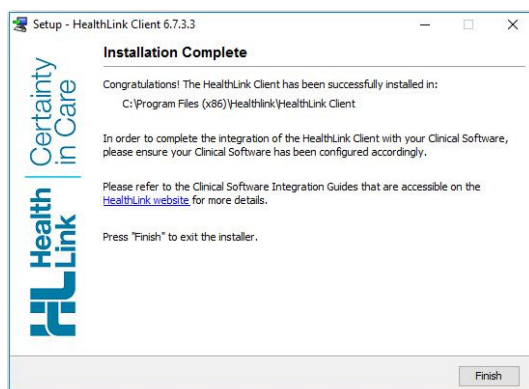 Setup - HealthLink Client 6.7.3.3
Installation Complete
Congratulations! The HealthLink Client has been successfully installed in:
C:\Program Files (x86)\Healthlink\HealthLink Client
In order to complete the integration of the HealthLink Client with your Clinical Software,
please ensure your Clinical Software has been configured accordingly.
Please refer to the Clinical Software Integration Guides that are accessible on the
HealthLink website for more details.
Press "Finish" to exit the installer.
HL Health
Link
Certainty
in Care
Finish